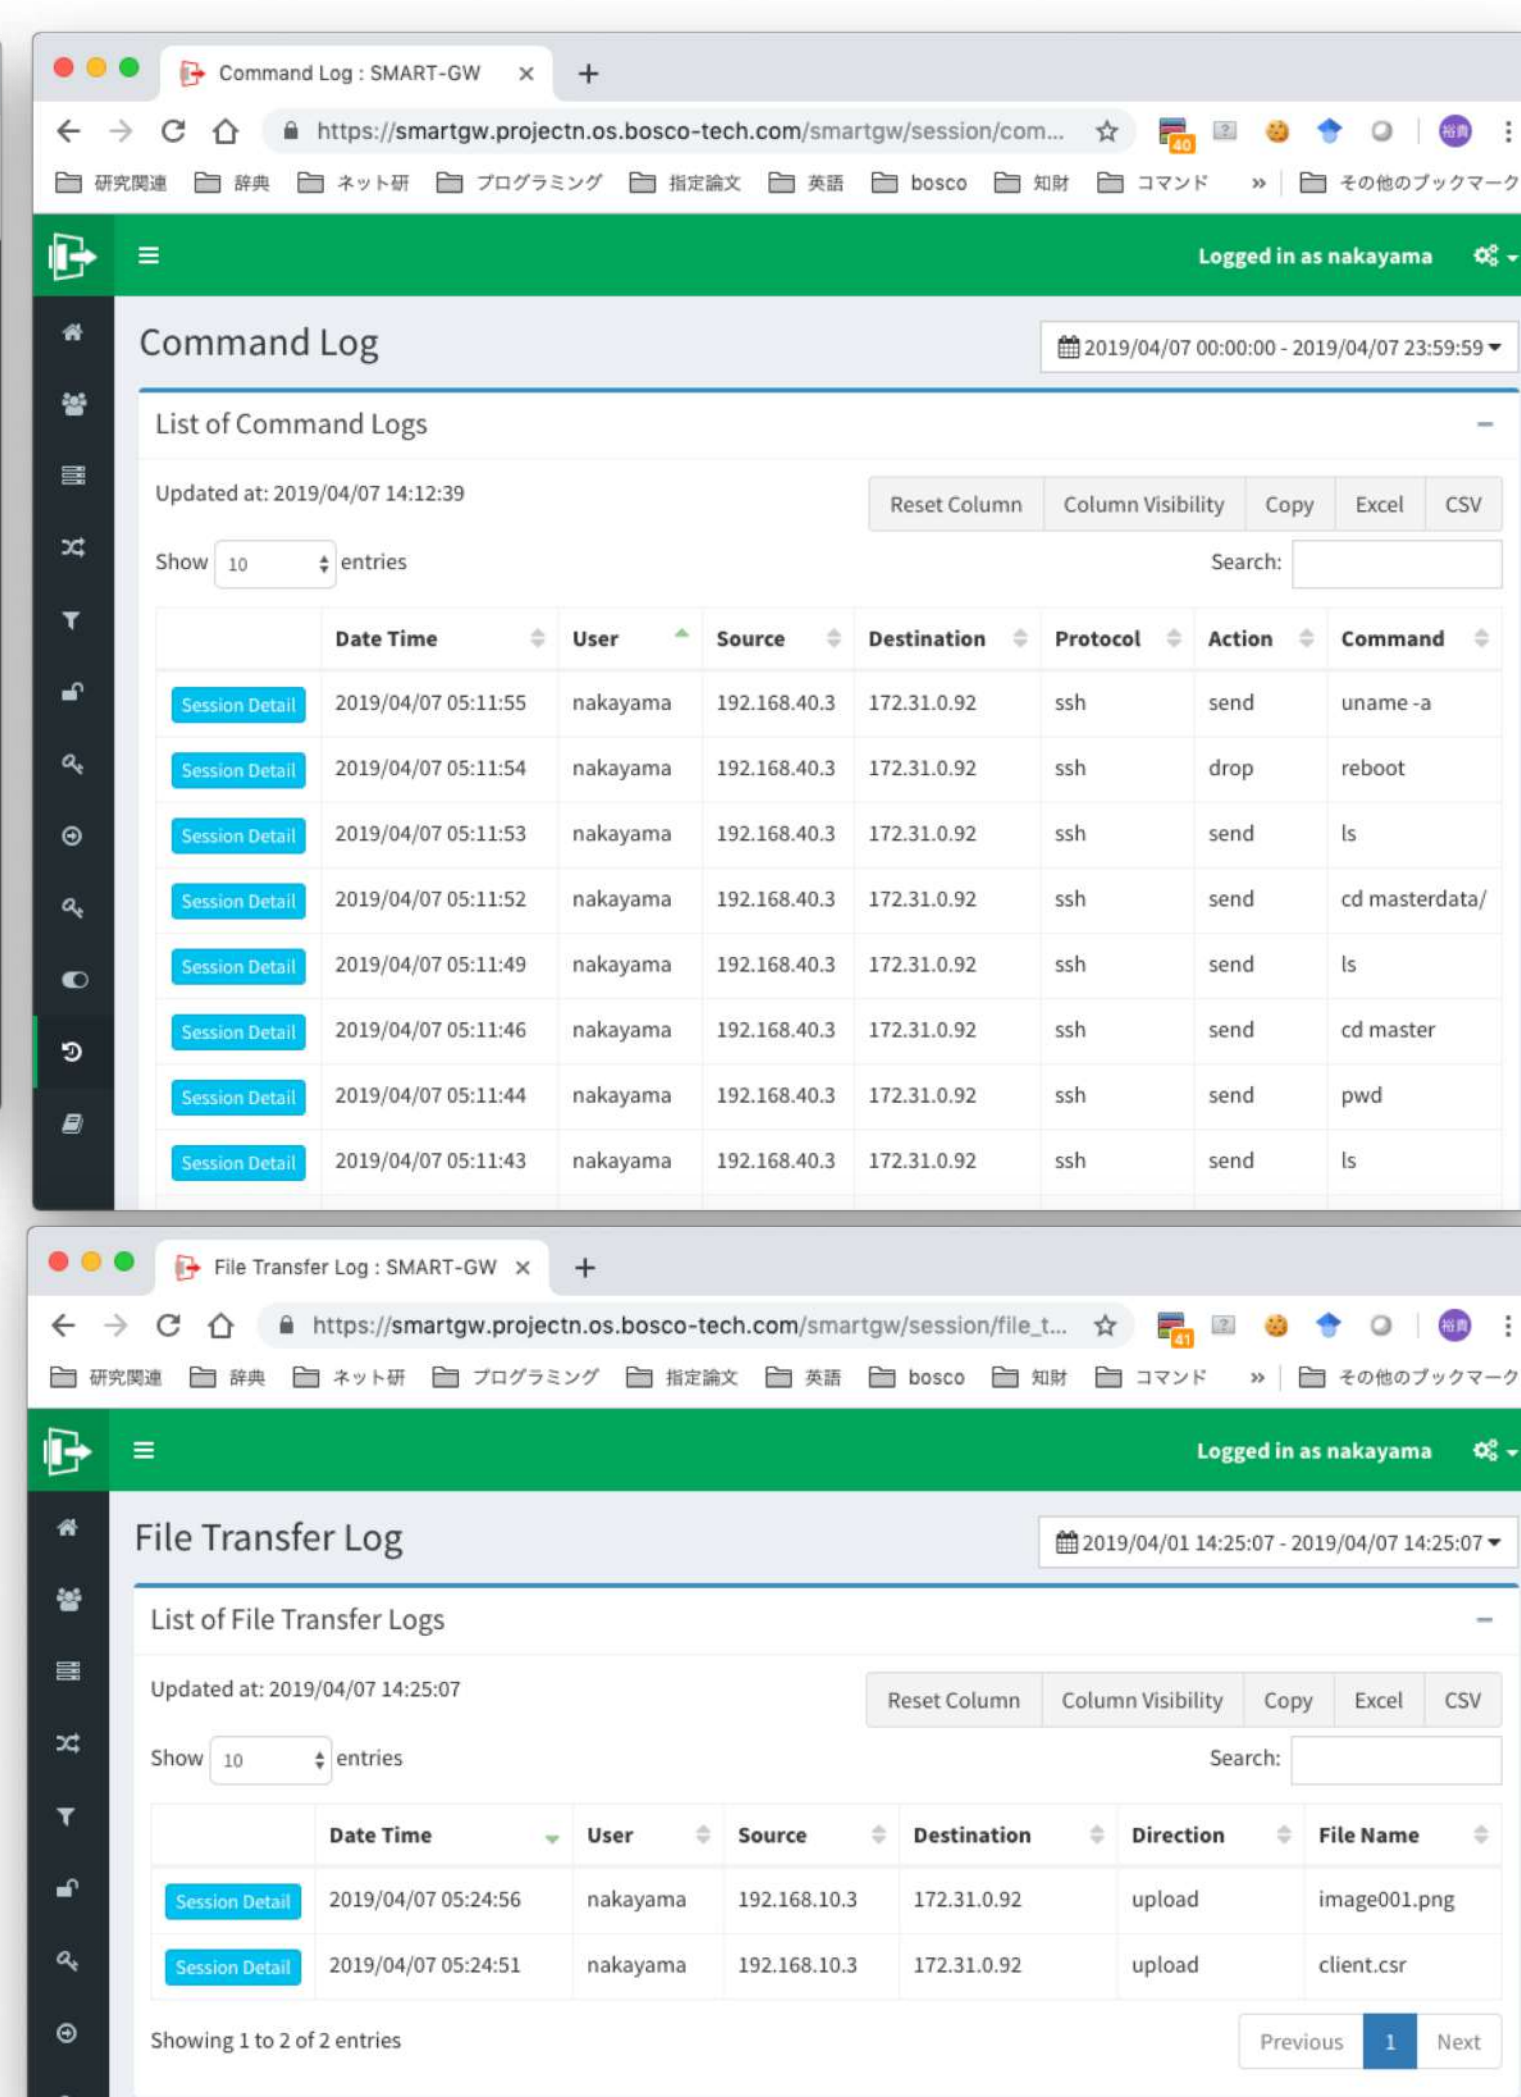 Command Log : SMART-GW × +
https://smartgw.projectn.os.bosco-tech.com/smartgw/session/com... 40 裕貴
研究関連 辞典 ネット研 プログラミング 指定論文 英語 bosco 知財 コマンド » その他のブックマーク
Logged in as nakayama
Command Log 2019/04/07 00:00:00 - 2019/04/07 23:59:59
List of Command Logs
Updated at: 2019/04/07 14:12:39 Reset Column Column Visibility Copy Excel CSV
Show 10 entries Search:
Date Time User Source Destination Protocol Action Command
Session Detail 2019/04/07 05:11:55 nakayama 192.168.40.3 172.31.0.92 ssh send uname -a
Session Detail 2019/04/07 05:11:54 nakayama 192.168.40.3 172.31.0.92 ssh drop reboot
Session Detail 2019/04/07 05:11:53 nakayama 192.168.40.3 172.31.0.92 ssh send ls
Session Detail 2019/04/07 05:11:52 nakayama 192.168.40.3 172.31.0.92 ssh send cd masterdata/
Session Detail 2019/04/07 05:11:49 nakayama 192.168.40.3 172.31.0.92 ssh send ls
Session Detail 2019/04/07 05:11:46 nakayama 192.168.40.3 172.31.0.92 ssh send cd master
Session Detail 2019/04/07 05:11:44 nakayama 192.168.40.3 172.31.0.92 ssh send pwd
Session Detail 2019/04/07 05:11:43 nakayama 192.168.40.3 172.31.0.92 ssh send ls
File Transfer Log : SMART-GW × +
https://smartgw.projectn.os.bosco-tech.com/smartgw/session/file_t... 41 裕貴
研究関連 辞典 ネット研 プログラミング 指定論文 英語 bosco 知財 コマンド » その他のブックマーク
Logged in as nakayama
File Transfer Log 2019/04/01 14:25:07 - 2019/04/07 14:25:07
List of File Transfer Logs
Updated at: 2019/04/07 14:25:07 Reset Column Column Visibility Copy Excel CSV
Show 10 entries Search:
Date Time User Source Destination Direction File Name
Session Detail 2019/04/07 05:24:56 nakayama 192.168.10.3 172.31.0.92 upload image001.png
Session Detail 2019/04/07 05:24:51 nakayama 192.168.10.3 172.31.0.92 upload client.csr
Showing 1 to 2 of 2 entries Previous 1 Next